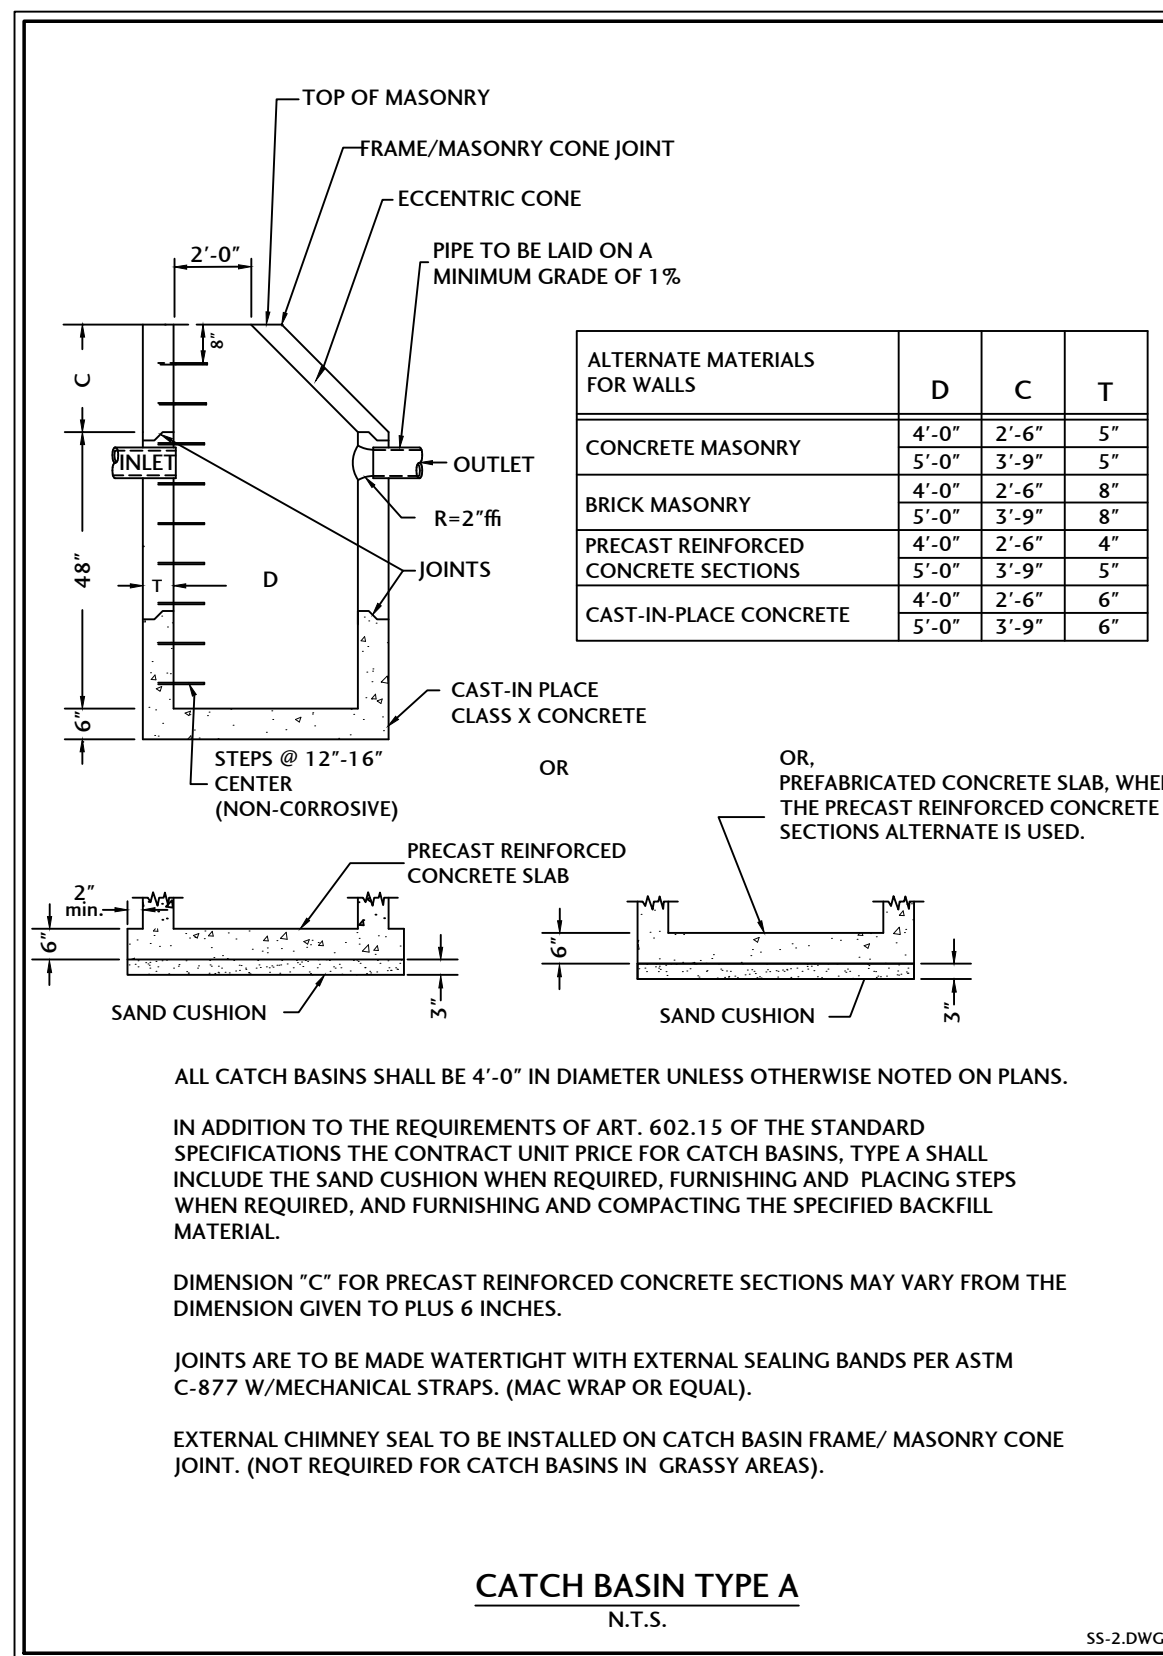 TOP OF MASONRY
FRAME/MASONRY CONE JOINT
ECCENTRIC CONE
2'-0"
PIPE TO BE LAID ON A
MINIMUM GRADE OF 1%
8"
C
INLET
OUTLET
R=2"ffi
48"
T
D
JOINTS
CAST-IN PLACE
CLASS X CONCRETE
6"
STEPS @ 12"-16"
CENTER
(NON-C0RROSIVE)
ALTERNATE MATERIALS
FOR WALLS
D C T
CONCRETE MASONRY
4'-0" 2'-6" 5"
5'-0" 3'-9" 5"
BRICK MASONRY
4'-0" 2'-6" 8"
5'-0" 3'-9" 8"
PRECAST REINFORCED
CONCRETE SECTIONS
4'-0" 2'-6" 4"
5'-0" 3'-9" 5"
CAST-IN-PLACE CONCRETE
4'-0" 2'-6" 6"
5'-0" 3'-9" 6"
OR
OR,
PREFABRICATED CONCRETE SLAB, WHE
THE PRECAST REINFORCED CONCRETE
SECTIONS ALTERNATE IS USED.
PRECAST REINFORCED
CONCRETE SLAB
2"
min.
6"
SAND CUSHION
3"
6"
SAND CUSHION
3"
ALL CATCH BASINS SHALL BE 4'-0" IN DIAMETER UNLESS OTHERWISE NOTED ON PLANS.
IN ADDITION TO THE REQUIREMENTS OF ART. 602.15 OF THE STANDARD
SPECIFICATIONS THE CONTRACT UNIT PRICE FOR CATCH BASINS, TYPE A SHALL
INCLUDE THE SAND CUSHION WHEN REQUIRED, FURNISHING AND PLACING STEPS
WHEN REQUIRED, AND FURNISHING AND COMPACTING THE SPECIFIED BACKFILL
MATERIAL.
DIMENSION "C" FOR PRECAST REINFORCED CONCRETE SECTIONS MAY VARY FROM THE
DIMENSION GIVEN TO PLUS 6 INCHES.
JOINTS ARE TO BE MADE WATERTIGHT WITH EXTERNAL SEALING BANDS PER ASTM
C-877 W/MECHANICAL STRAPS. (MAC WRAP OR EQUAL).
EXTERNAL CHIMNEY SEAL TO BE INSTALLED ON CATCH BASIN FRAME/ MASONRY CONE
JOINT. (NOT REQUIRED FOR CATCH BASINS IN GRASSY AREAS).
CATCH BASIN TYPE A
N.T.S.
SS-2.DWG